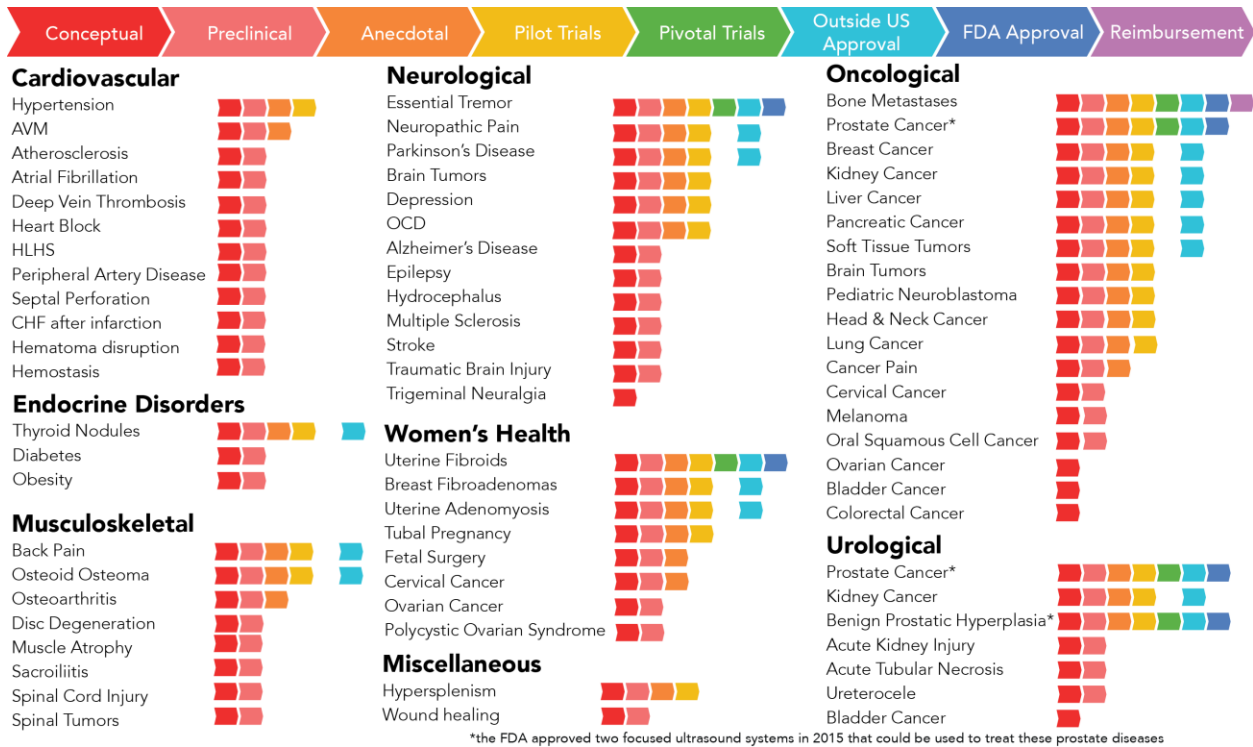 Conceptual
Preclinical
Anecdotal
Pilot Trials
Pivotal Trials
Outside US
Approval
FDA Approval
Reimbursement
Cardiovascular
Hypertension
AVM
Atherosclerosis
Atrial Fibrillation
Deep Vein Thrombosis
Heart Block
HLHS
Peripheral Artery Disease
Septal Perforation
CHF after infarction
Hematoma disruption
Hemostasis
Endocrine Disorders
Thyroid Nodules
Diabetes
Obesity
Musculoskeletal
Back Pain
Osteoid Osteoma
Osteoarthritis
Disc Degeneration
Muscle Atrophy
Sacroiliitis
Spinal Cord Injury
Spinal Tumors
Neurological
Essential Tremor
Neuropathic Pain
Parkinson's Disease
Brain Tumors
Depression
OCD
Alzheimer's Disease
Epilepsy
Hydrocephalus
Multiple Sclerosis
Stroke
Traumatic Brain Injury
Trigeminal Neuralgia
Women's Health
Uterine Fibroids
Breast Fibroadenomas
Uterine Adenomyosis
Tubal Pregnancy
Fetal Surgery
Cervical Cancer
Ovarian Cancer
Polycystic Ovarian Syndrome
Miscellaneous
Hypersplenism
Wound healing
Oncological
Bone Metastases
Prostate Cancer*
Breast Cancer
Kidney Cancer
Liver Cancer
Pancreatic Cancer
Soft Tissue Tumors
Brain Tumors
Pediatric Neuroblastoma
Head & Neck Cancer
Lung Cancer
Cancer Pain
Cervical Cancer
Melanoma
Oral Squamous Cell Cancer
Ovarian Cancer
Bladder Cancer
Colorectal Cancer
Urological
Prostate Cancer*
Kidney Cancer
Benign Prostatic Hyperplasia*
Acute Kidney Injury
Acute Tubular Necrosis
Ureterocele
Bladder Cancer
*the FDA approved two focused ultrasound systems in 2015 that could be used to treat these prostate diseases